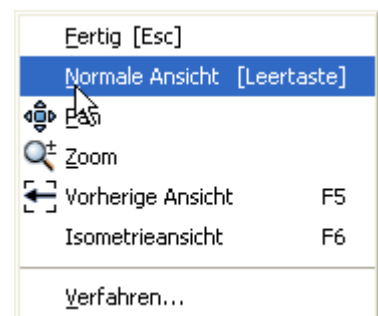 Fertig [Esc]
Normale Ansicht [Leertaste]
Pan
Zoom
Vorherige Ansicht F5
Isometrieansicht F6
Verfahren...